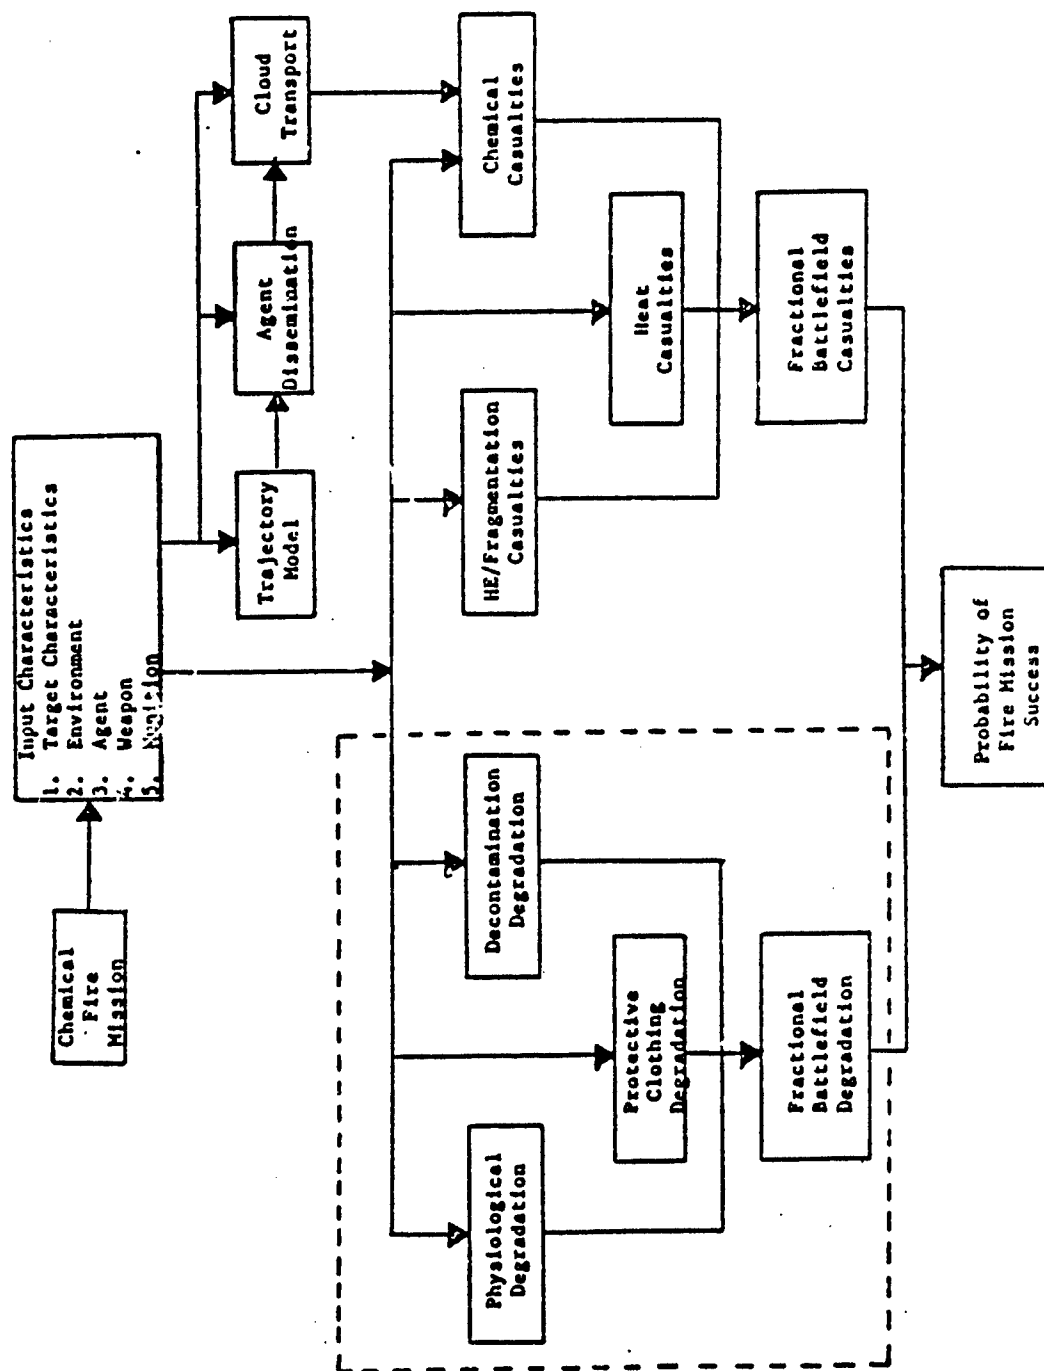 Chemical
Fire
Mission
Input Characteristics
1. Target Characteristics
2. Environment
3. Agent
4. Weapon
5. Munition
Trajectory
Model
Agent
Dissemination
Cloud
Transport
Physiological
Degradation
Decontamination
Degradation
HE/Fragmentation
Casualties
Chemical
Casualties
Protective
Clothing
Degradation
Heat
Casualties
Fractional
Battlefield
Degradation
Fractional
Battlefield
Casualties
Probability of
Fire Mission
Success